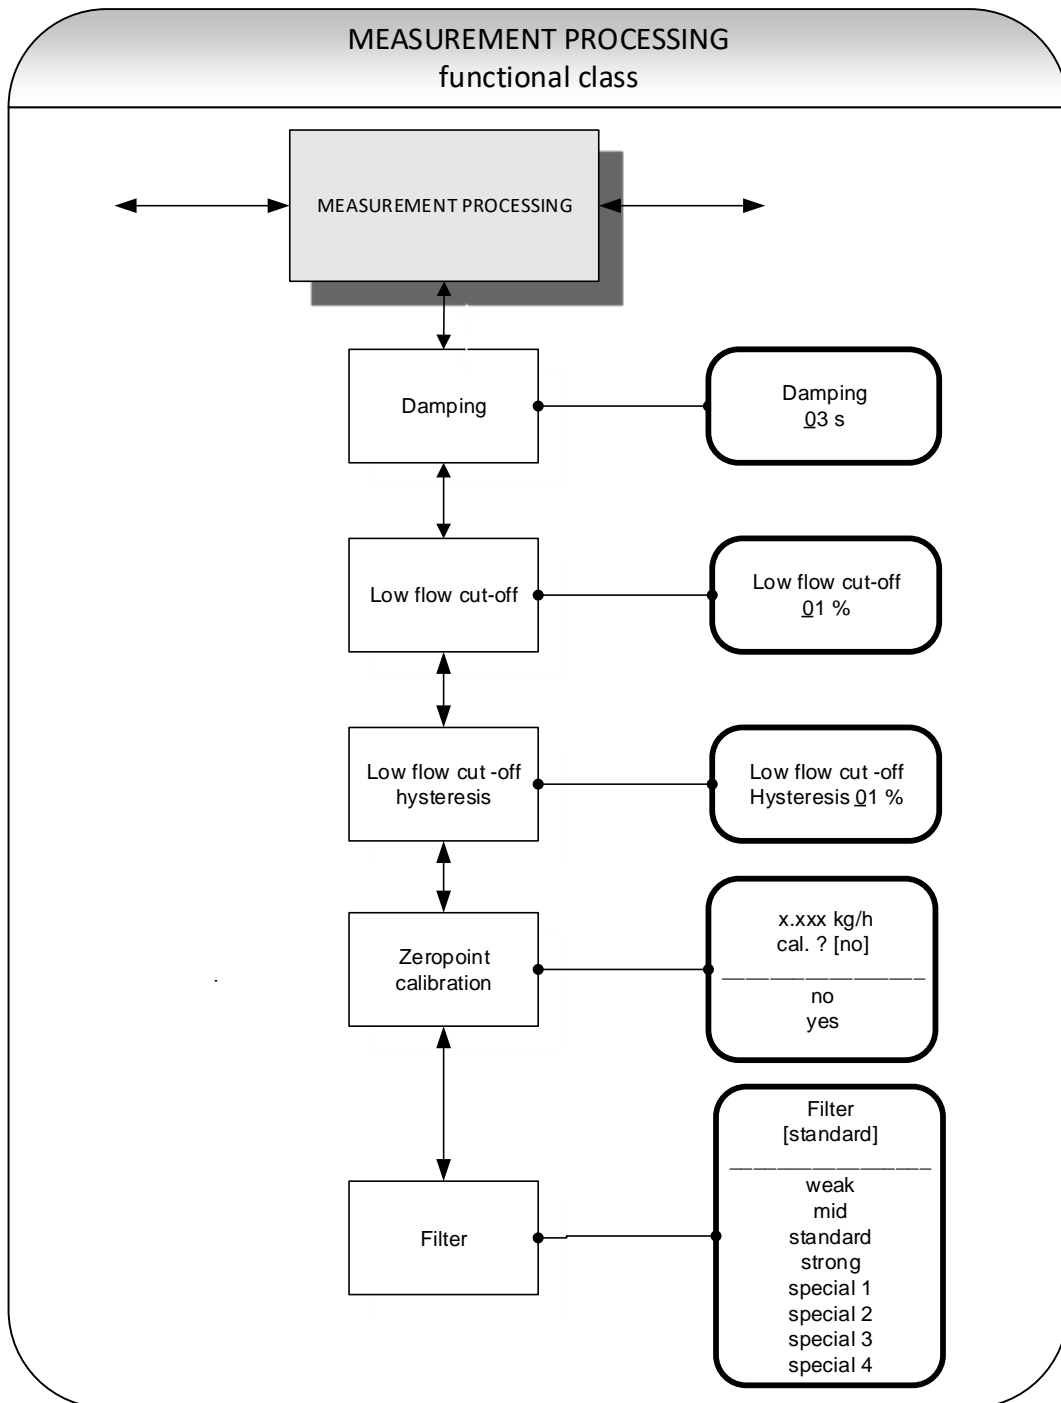 MEASUREMENT PROCESSING
functional class
MEASUREMENT PROCESSING
Damping
Damping
03 s
Low flow cut-off
Low flow cut-off
01 %
Low flow cut -off
hysteresis
Low flow cut -off
Hysteresis 01 %
Zeropoint
calibration
x.xxx kg/h
cal. ? [no]
no
yes
Filter
Filter
[standard]
weak
mid
standard
strong
special 1
special 2
special 3
special 4